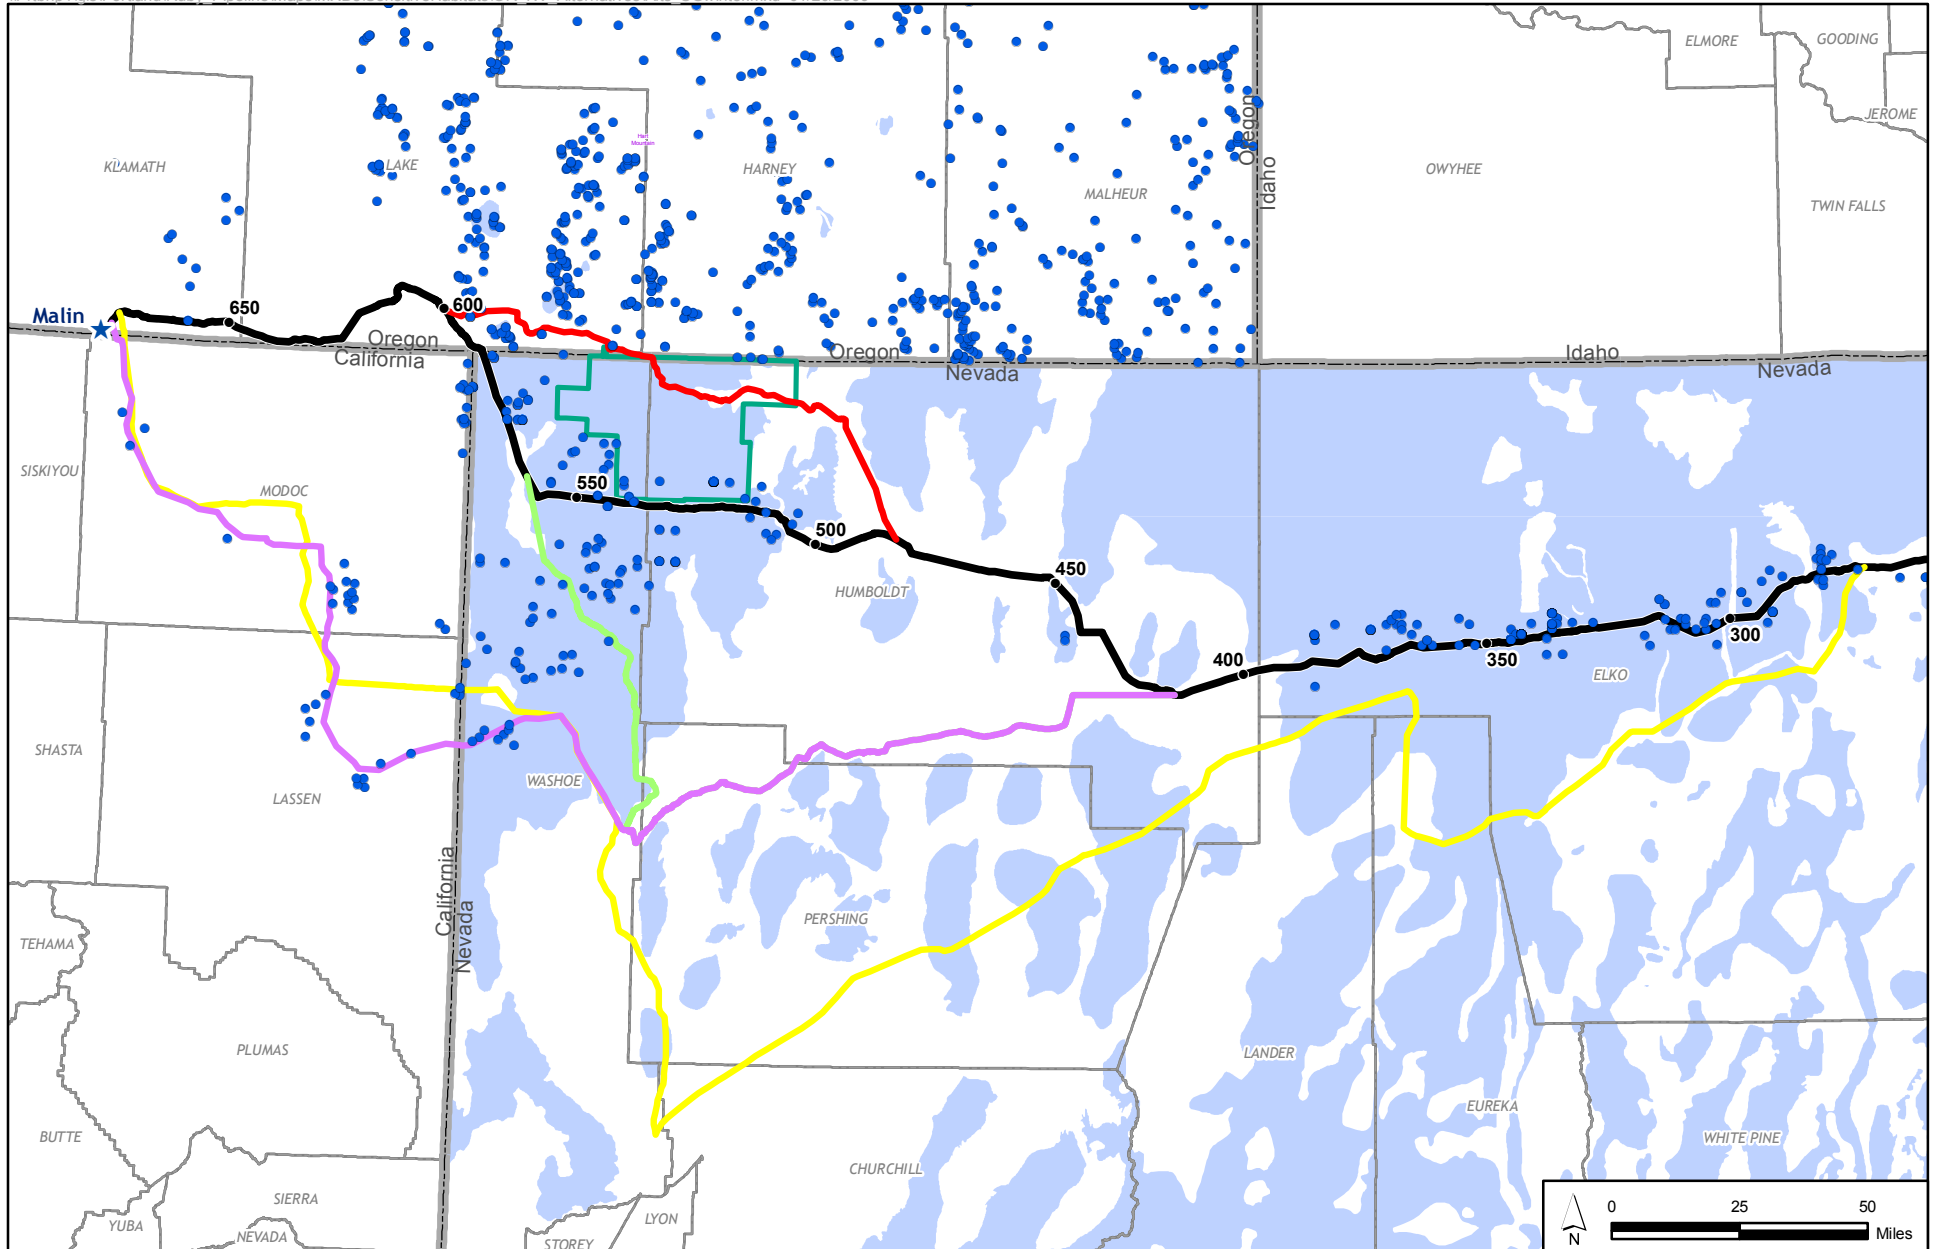 ELMORE
GOODING
JEROME
KLAMATH
LAKE
Hart
Mountain
HARNEY
MALHEUR
Oregon
Idaho
OWYHEE
TWIN FALLS
Malin
650
600
Oregon
California
Oregon
Nevada
Idaho
Nevada
SISKIYOU
MODOC
550
500
450
HUMBOLDT
400
350
300
ELKO
SHASTA
LASSEN
WASHOE
California
Nevada
PERSHING
TEHAMA
PLUMAS
LANDER
EUREKA
BUTTE
WHITE PINE
CHURCHILL
SIERRA
YUBA
NEVADA
LYON
STOREY
N
0 25 50
Miles